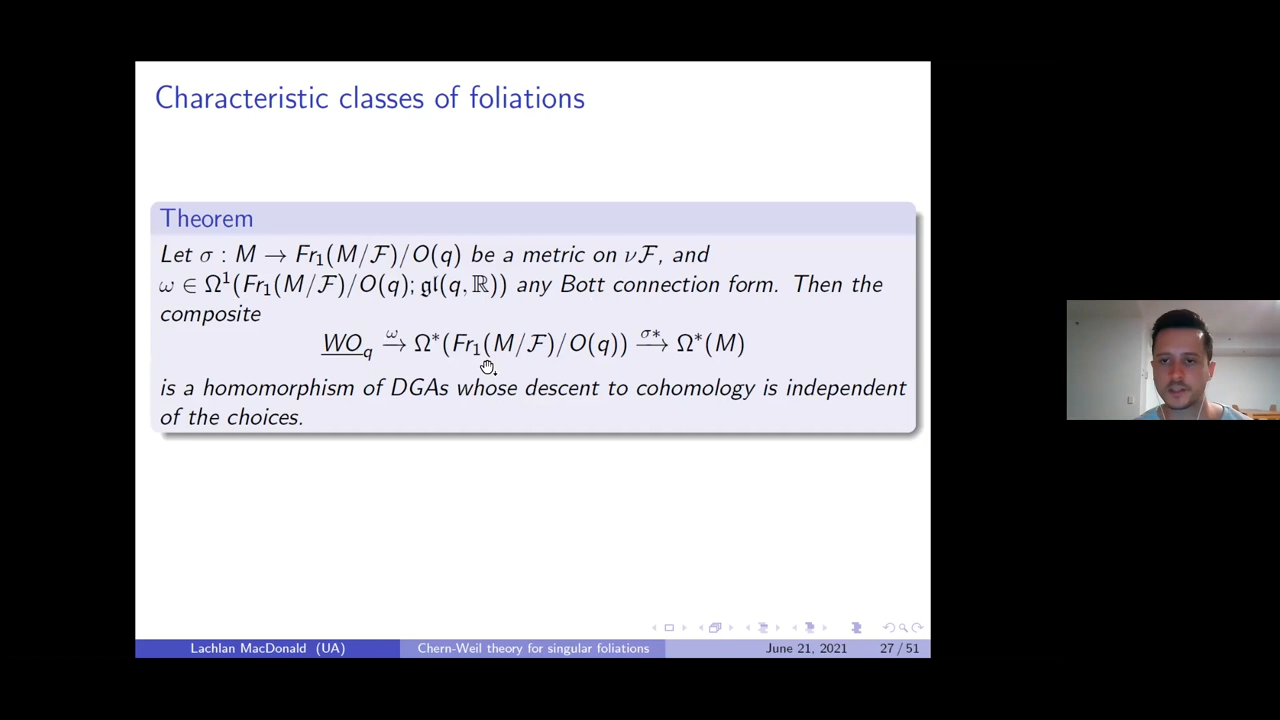 Characteristic classes of foliations
Theorem
Let σ : M → Fr₁(M/ℱ)/O(q) be a metric on νℱ, and
ω ∈ Ω¹(Fr₁(M/ℱ)/O(q); 𝔤𝔩(q, ℝ)) any Bott connection form. Then the
composite
WO_q →^ω Ω*(Fr₁(M/ℱ)/O(q)) →^σ* Ω*(M)
is a homomorphism of DGAs whose descent to cohomology is independent
of the choices.
Lachlan MacDonald (UA) Chern-Weil theory for singular foliations June 21, 2021 27 / 51